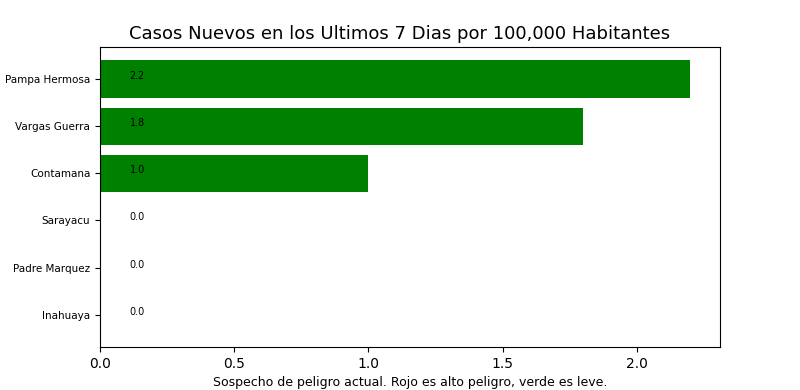 Casos Nuevos en los Ultimos 7 Dias por 100,000 Habitantes
Pampa Hermosa 2.2
Vargas Guerra 1.8
Contamana 1.0
Sarayacu 0.0
Padre Marquez 0.0
Inahuaya 0.0
0.0 0.5 1.0 1.5 2.0
Sospecho de peligro actual. Rojo es alto peligro, verde es leve.